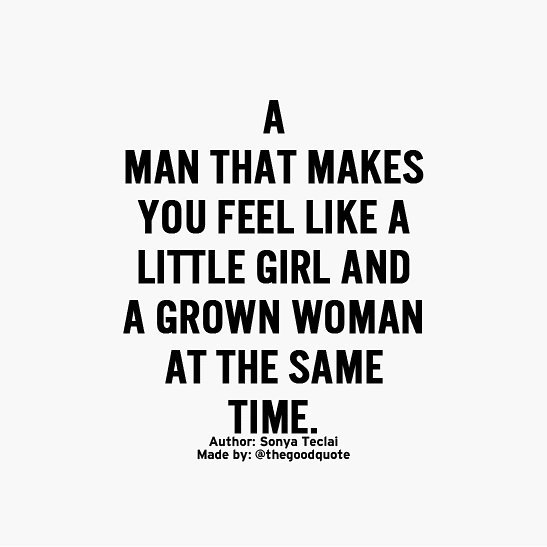 A
MAN THAT MAKES
YOU FEEL LIKE A
LITTLE GIRL AND
A GROWN WOMAN
AT THE SAME
TIME.
Author: Sonya Teclai
Made by: @thegoodquote